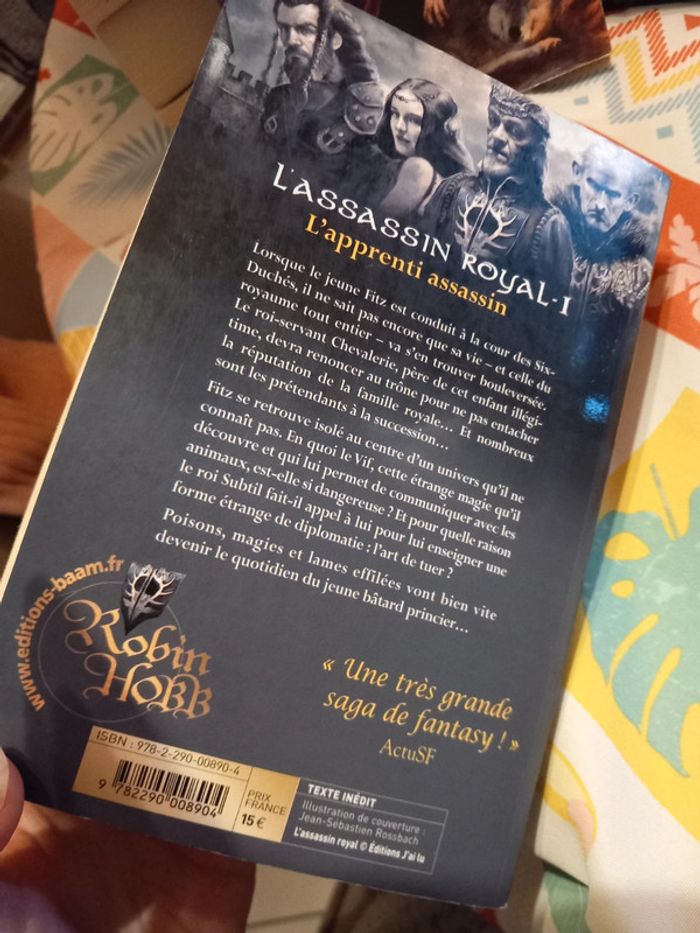 L'ASSASSIN ROYAL-I
L'apprenti assassin
Lorsque le jeune Fitz est conduit à la cour des Six-
Duchés, il ne sait pas encore que sa vie – et celle du
royaume tout entier – va s'en trouver bouleversée.
Le roi-servant Chevalerie, père de cet enfant illégi-
time, devra renoncer au trône pour ne pas entacher
la réputation de la famille royale... Et nombreux
sont les prétendants à la succession...
Fitz se retrouve isolé au centre d'un univers qu'il ne
connaît pas. En quoi le Vif, cette étrange magie qu'il
découvre et qui lui permet de communiquer avec les
animaux, est-elle si dangereuse ? Et pour quelle raison
le roi Subtil fait-il appel à lui pour lui enseigner une
forme étrange de diplomatie : l'art de tuer ?
Poisons, magies et lames effilées vont bien vite
devenir le quotidien du jeune bâtard princier...
www.editions-baam.fr
Robin
HOBB
« Une très grande
saga de fantasy ! »
ActuSF
ISBN : 978-2-290-00890-4
9 782290 008904
PRIX
FRANCE
15 €
TEXTE INÉDIT
Illustration de couverture :
Jean-Sébastien Rossbach
L'assassin royal © Éditions J'ai lu